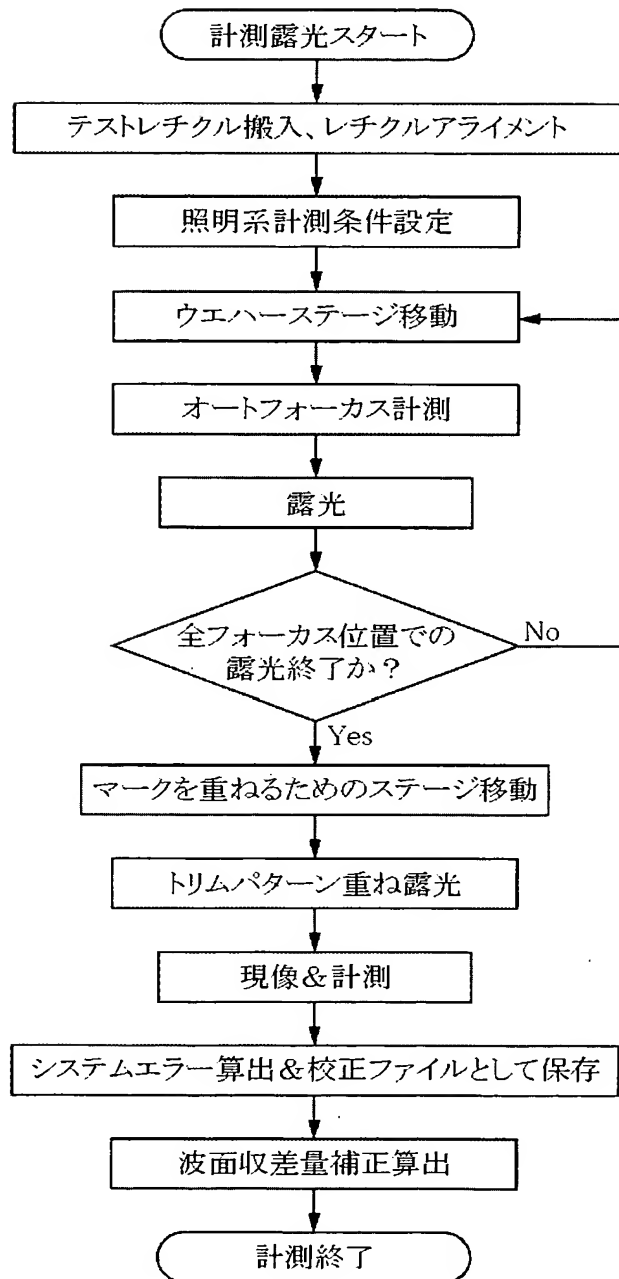 計測露光スタート
テストレチクル搬入、レチクルアライメント
照明系計測条件設定
ウエハーステージ移動
オートフォーカス計測
露光
全フォーカス位置での
露光終了か？
No
Yes
マークを重ねるためのステージ移動
トリムパターン重ね露光
現像＆計測
システムエラー算出＆校正ファイルとして保存
波面収差量補正算出
計測終了